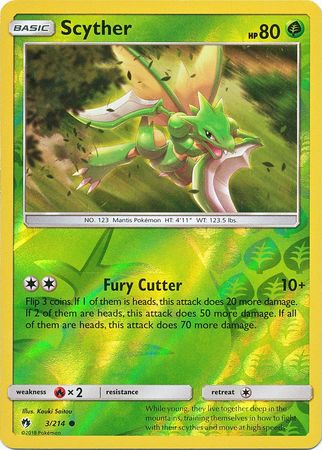 BASIC Scyther HP80
NO. 123 Mantis Pokémon HT: 4'11" WT: 123.5 lbs.
Fury Cutter 10+
Flip 3 coins. If 1 of them is heads, this attack does 20 more damage.
If 2 of them are heads, this attack does 50 more damage. If all
of them are heads, this attack does 70 more damage.
weakness ×2 resistance retreat
Illus. Kouki Saitou
3/214
©2018 Pokémon
While young, they live together deep in the
mountains, training themselves in how to fight
with their scythes and move at high speeds.